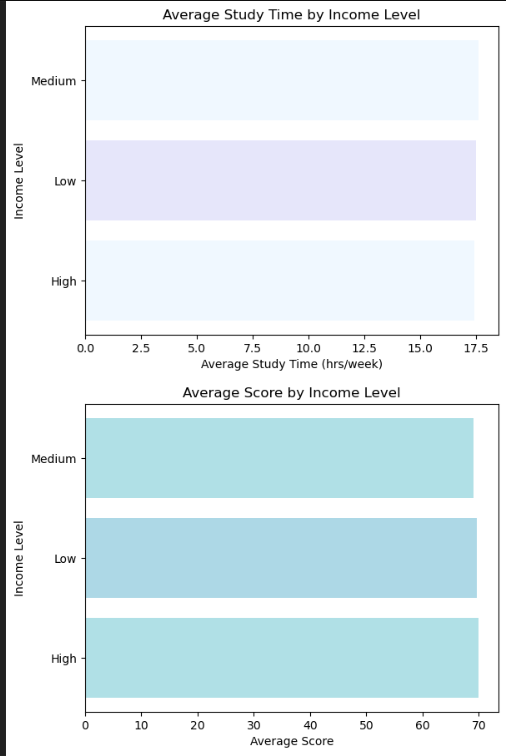 Average Study Time by Income Level
Income Level
Medium
Low
High
0.0 2.5 5.0 7.5 10.0 12.5 15.0 17.5
Average Study Time (hrs/week)
Average Score by Income Level
Income Level
Medium
Low
High
0 10 20 30 40 50 60 70
Average Score